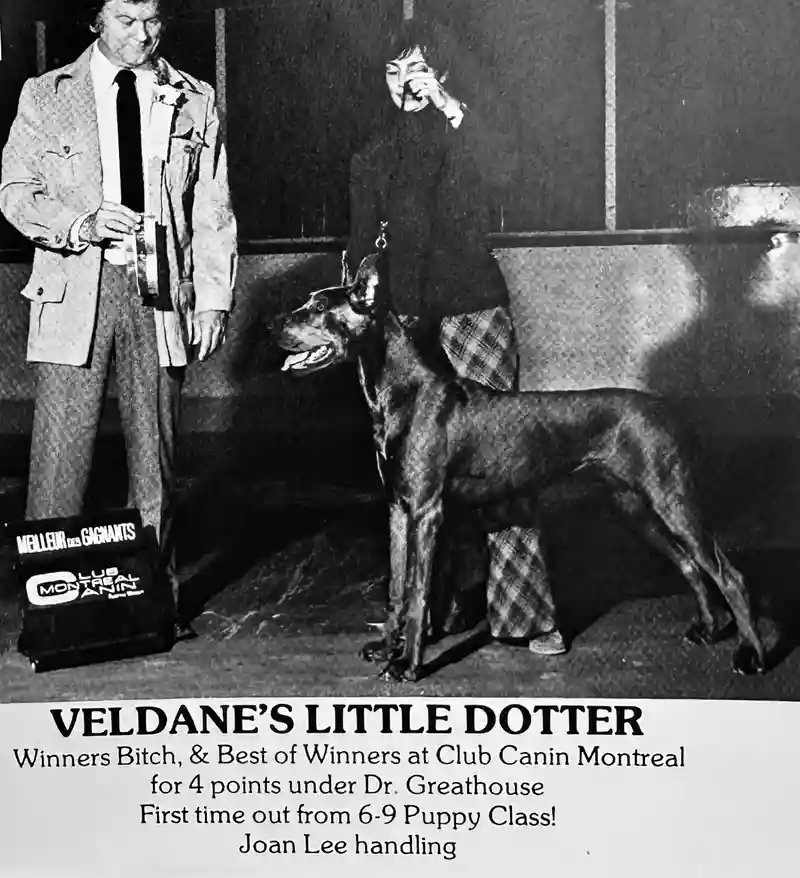 MEILLEUR DES GAGNANTS
CLUB
MONTREAL
CANIN
VELDANE'S LITTLE DOTTER
Winners Bitch, & Best of Winners at Club Canin Montreal
for 4 points under Dr. Greathouse
First time out from 6-9 Puppy Class!
Joan Lee handling